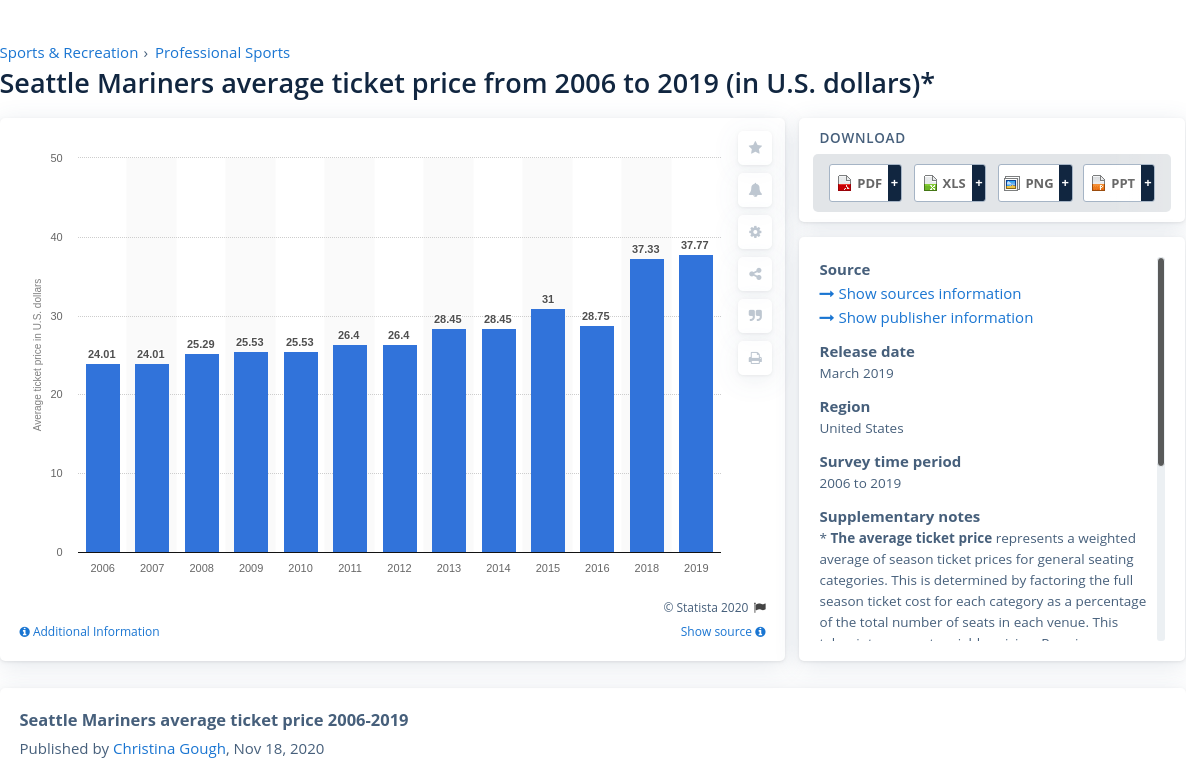 Sports & Recreation › Professional Sports
Seattle Mariners average ticket price from 2006 to 2019 (in U.S. dollars)*
Average ticket price in U.S. dollars
50
40
30
20
10
0
24.01
24.01
25.29
25.53
25.53
26.4
26.4
28.45
28.45
31
28.75
37.33
37.77
2006
2007
2008
2009
2010
2011
2012
2013
2014
2015
2016
2018
2019
© Statista 2020
Additional Information
Show source
DOWNLOAD
PDF +
XLS +
PNG +
PPT +
Source
Show sources information
Show publisher information
Release date
March 2019
Region
United States
Survey time period
2006 to 2019
Supplementary notes
* The average ticket price represents a weighted
average of season ticket prices for general seating
categories. This is determined by factoring the full
season ticket cost for each category as a percentage
of the total number of seats in each venue. This
Seattle Mariners average ticket price 2006-2019
Published by Christina Gough, Nov 18, 2020